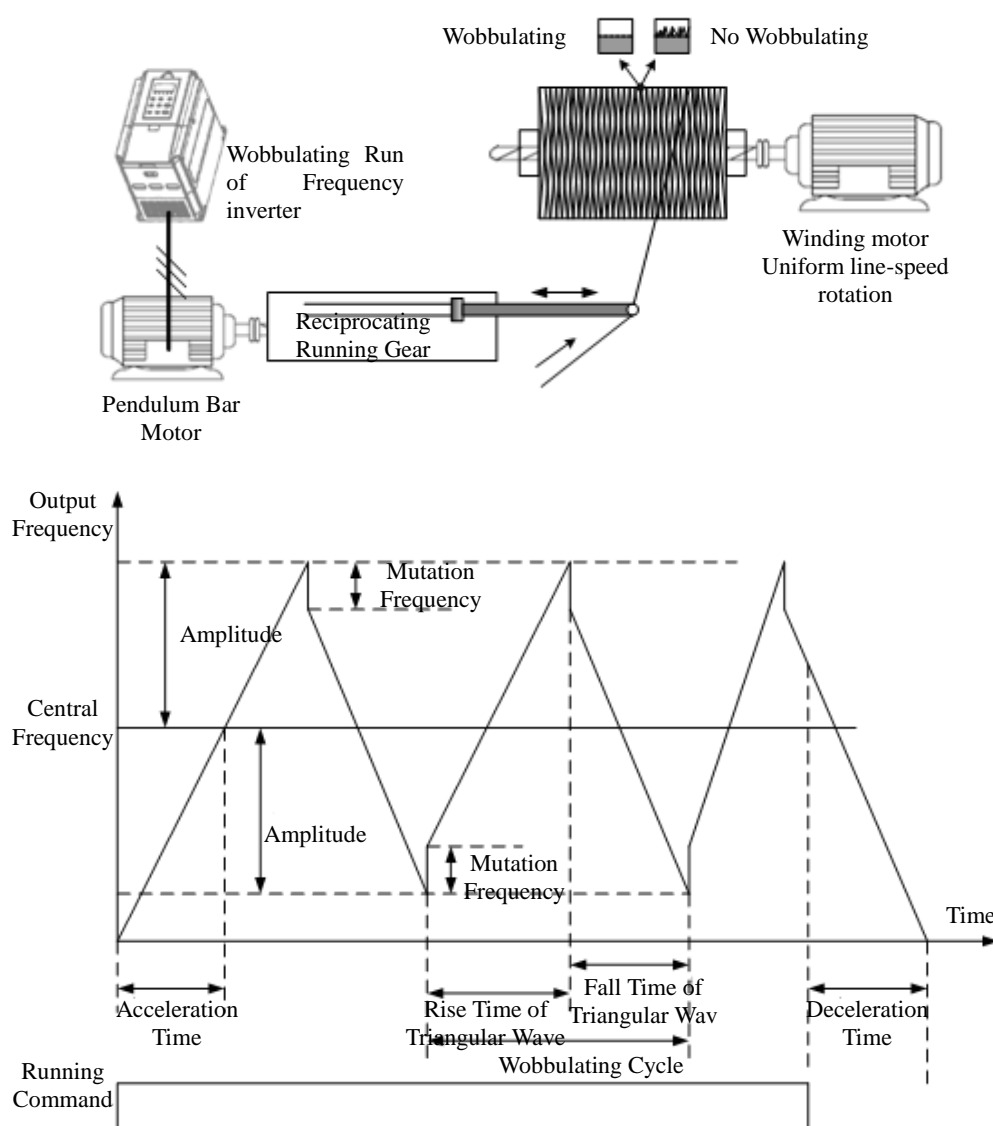 Wobbulating
No Wobbulating
Wobbulating Run
of Frequency
inverter
Winding motor
Uniform line-speed
rotation
Reciprocating
Running Gear
Pendulum Bar
Motor
Output
Frequency
Mutation
Frequency
Amplitude
Central
Frequency
Amplitude
Mutation
Frequency
Time
Acceleration
Time
Rise Time of
Triangular Wave
Fall Time of
Triangular Wav
Deceleration
Time
Wobbulating Cycle
Running
Command